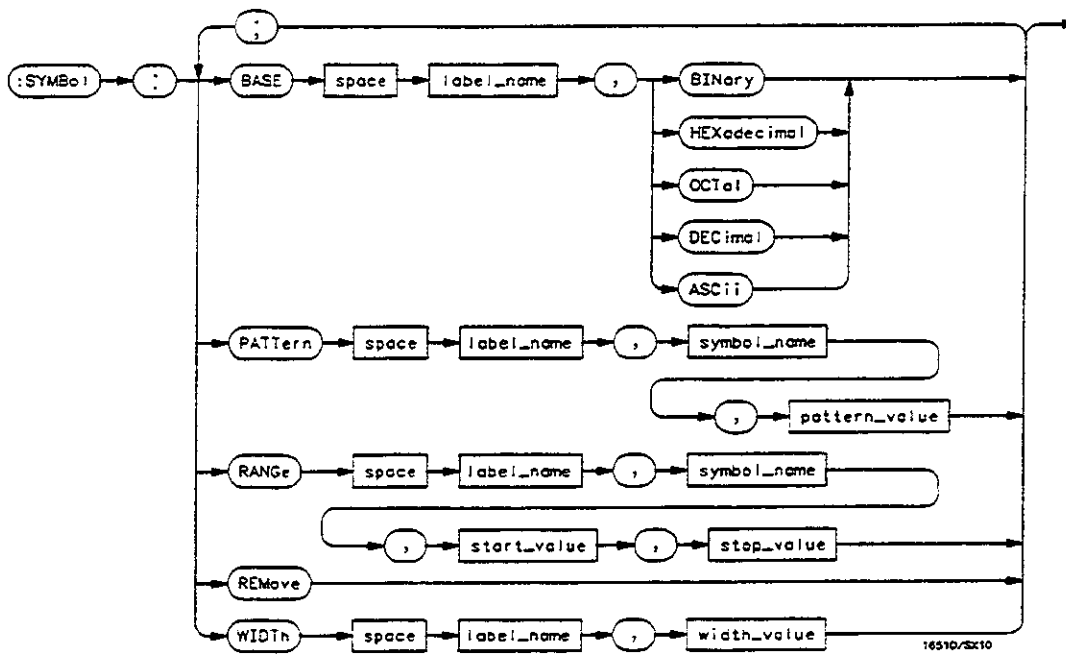 ;
:SYMBol : BASE space label_name , BINary
HEXadecimal
OCTal
DECimal
ASCii
PATTern space label_name , symbol_name
, pattern_value
RANGe space label_name , symbol_name
, start_value , stop_value
REMove
WIDTh space label_name , width_value
16510/SX10